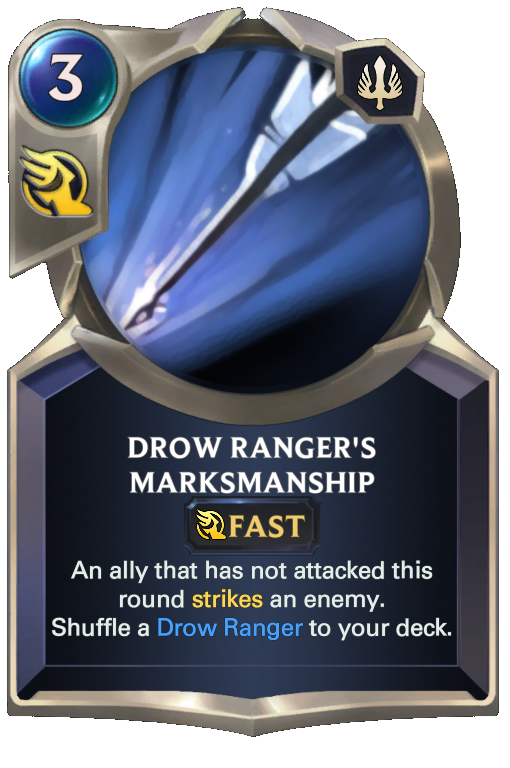 3
DROW RANGER'S
MARKSMANSHIP
FAST
An ally that has not attacked this
round strikes an enemy.
Shuffle a Drow Ranger to your deck.